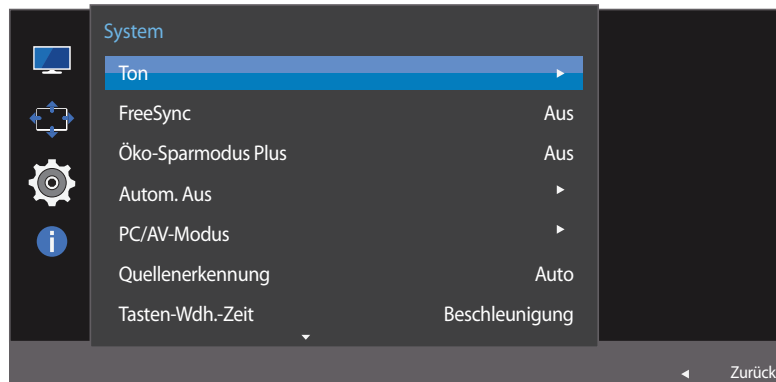 System
Ton
FreeSync Aus
Öko-Sparmodus Plus Aus
Autom. Aus
PC/AV-Modus
Quellenerkennung Auto
Tasten-Wdh.-Zeit Beschleunigung
Zurück